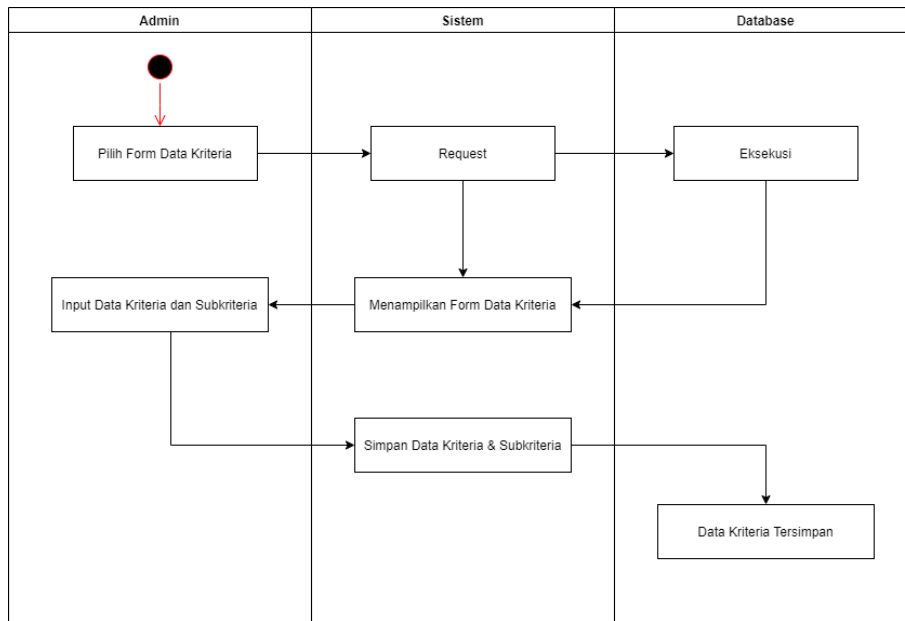 Admin
Sistem
Database
Pilih Form Data Kriteria
Request
Eksekusi
Input Data Kriteria dan Subkriteria
Menampilkan Form Data Kriteria
Simpan Data Kriteria & Subkriteria
Data Kriteria Tersimpan